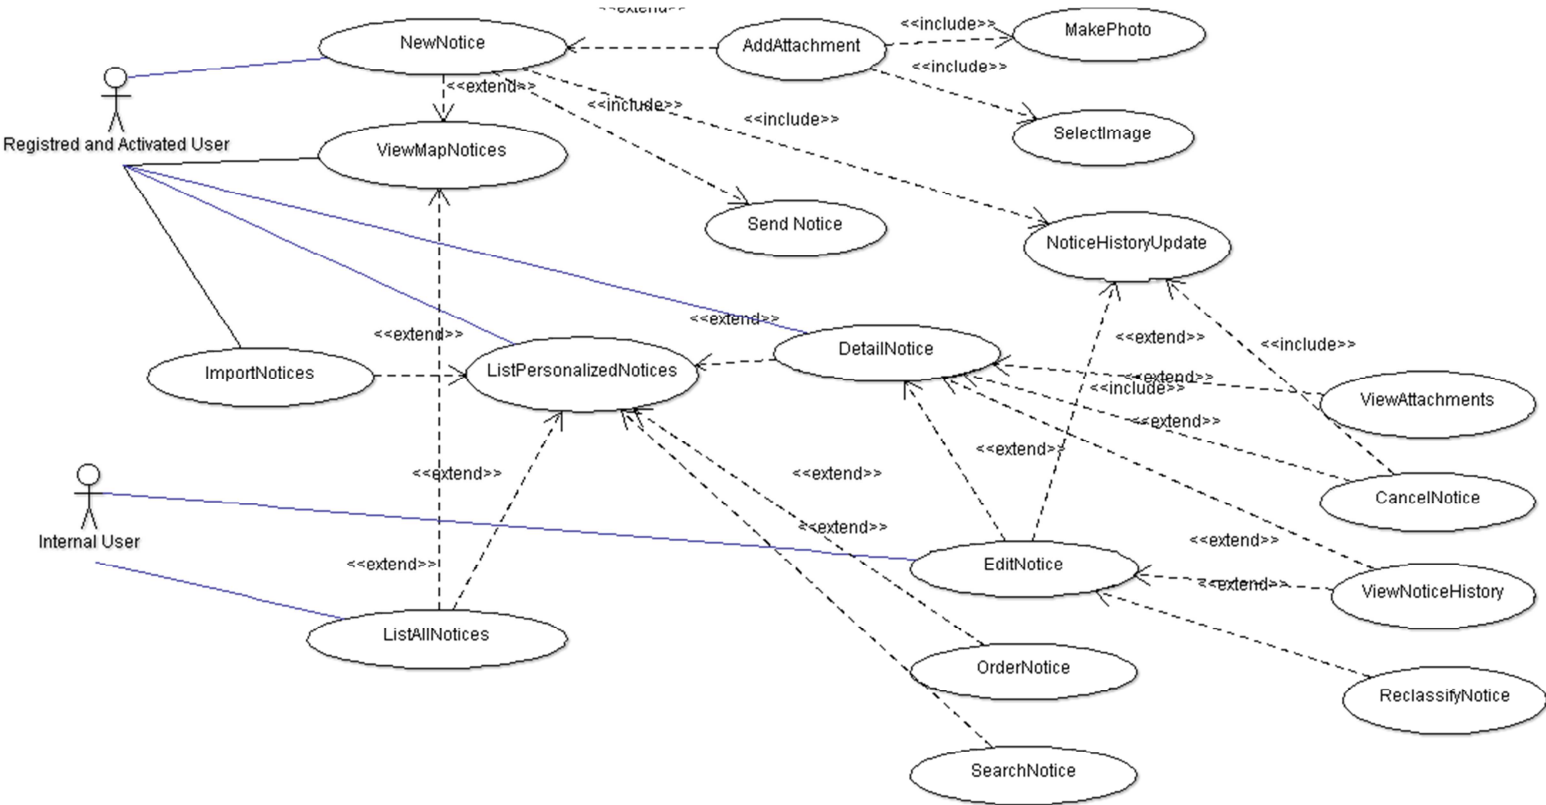 <<extend>>
<<include>>
MakePhoto
NewNotice
AddAttachment
<<include>>
<<extend>>
<<include>>
<<include>>
SelectImage
Registred and Activated User
ViewMapNotices
Send Notice
NoticeHistoryUpdate
<<extend>>
<<extend>>
<<extend>>
<<include>>
DetailNotice
ImportNotices
ListPersonalizedNotices
<<extend>>
<<include>>
ViewAttachments
<<extend>>
<<extend>>
<<extend>>
<<extend>>
CancelNotice
<<extend>>
Internal User
<<extend>>
<<extend>>
EditNotice
<<extend>>
ViewNoticeHistory
ListAllNotices
OrderNotice
ReclassifyNotice
SearchNotice